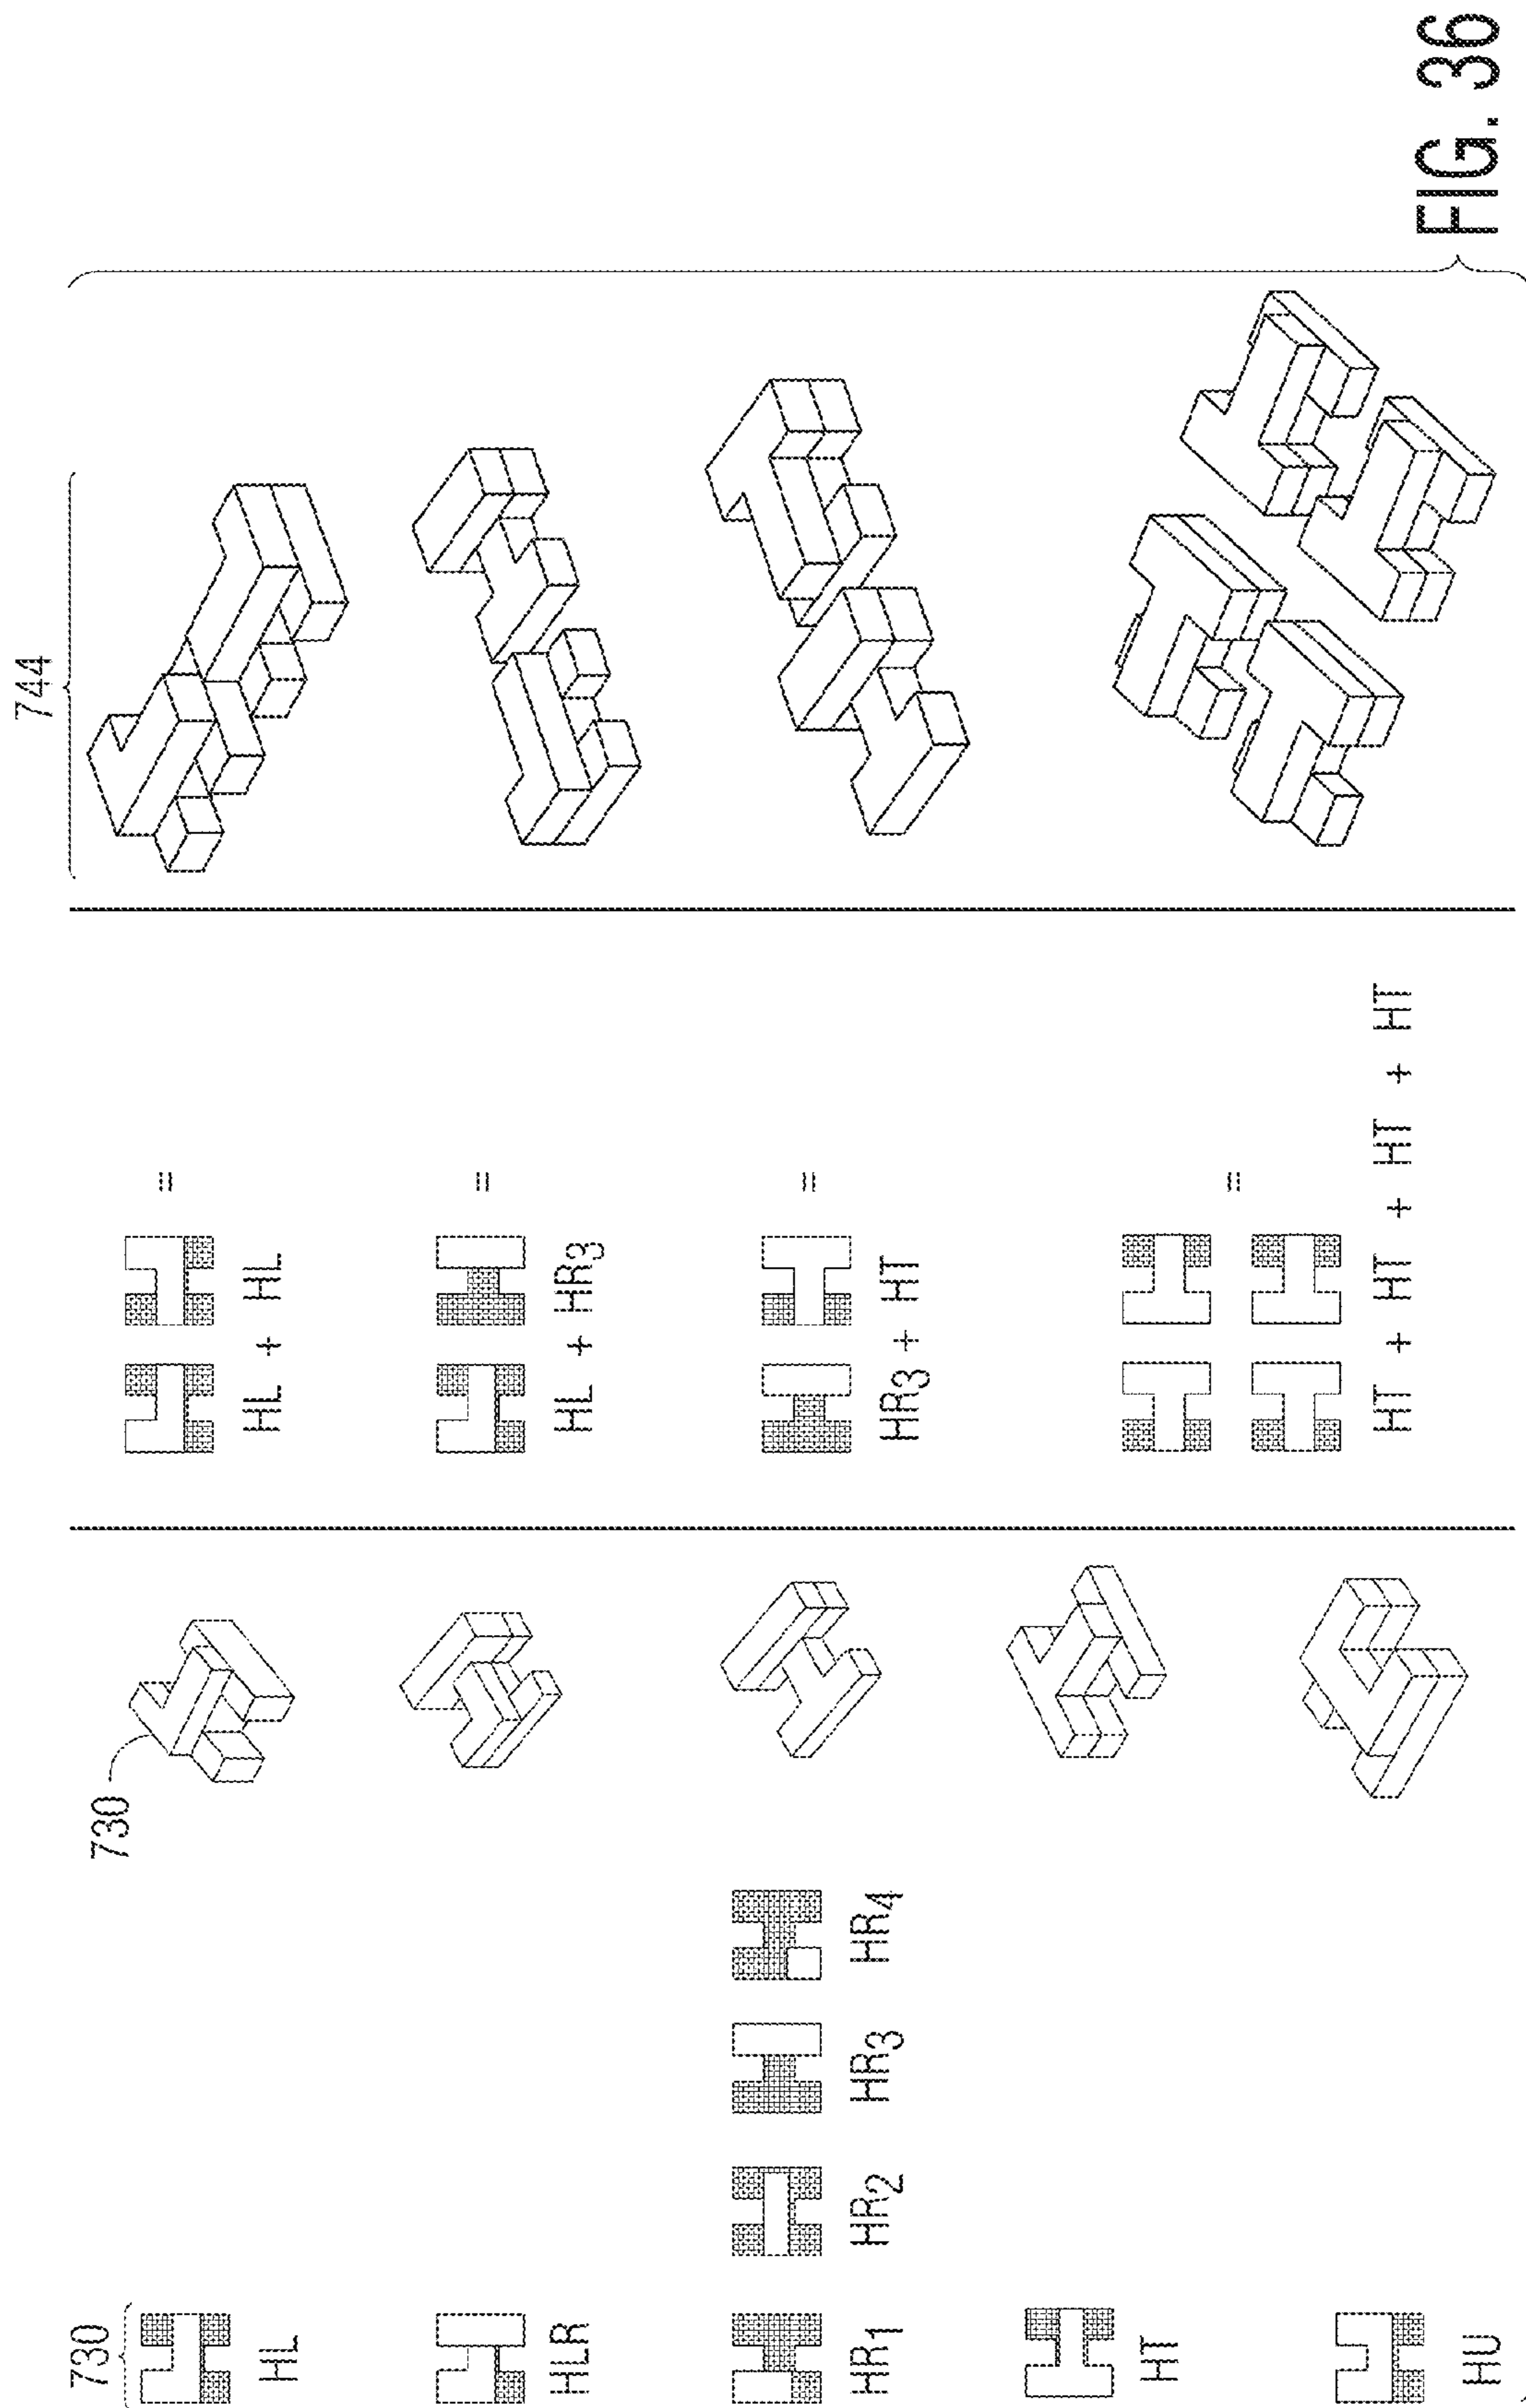 730
HL
HLR
HR1 HR2 HR3 HR4
HT
HU
730
HL + HL
=
HL + HR3
=
HR3 + HT
=
HT + HT + HT + HT
=
744
FIG. 36